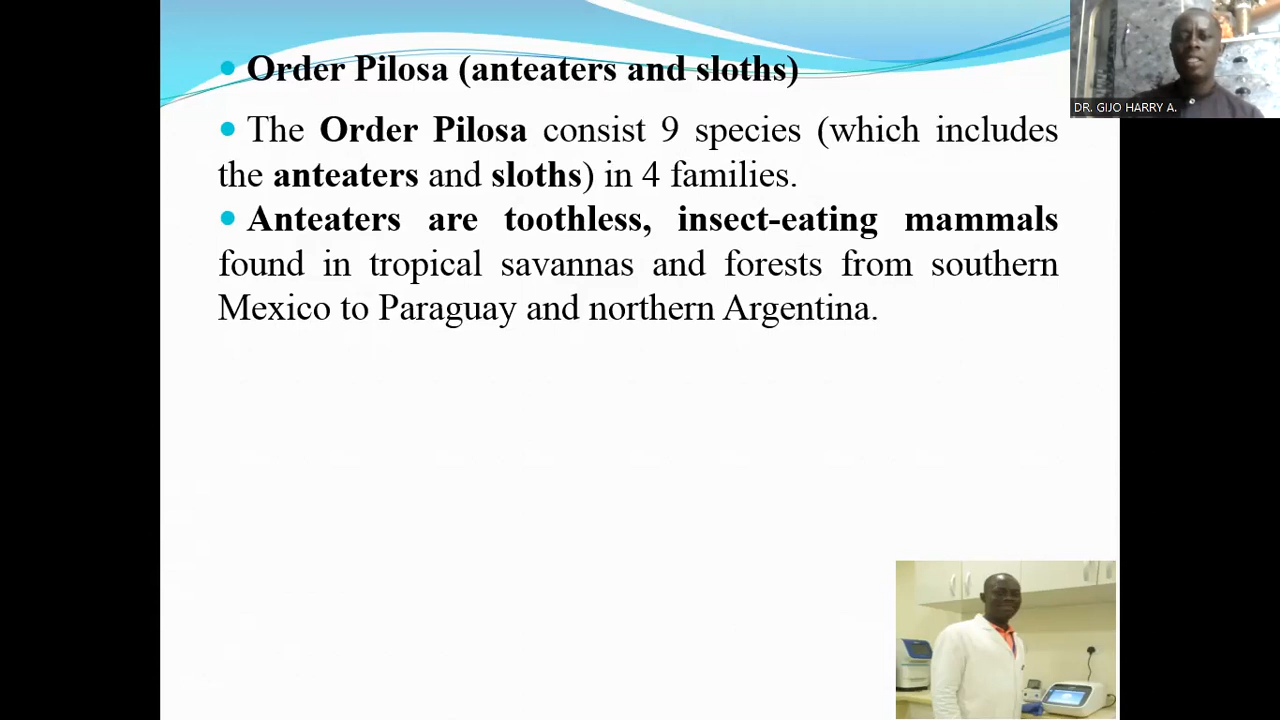 Order Pilosa (anteaters and sloths)
The Order Pilosa consist 9 species (which includes
the anteaters and sloths) in 4 families.
Anteaters are toothless, insect-eating mammals
found in tropical savannas and forests from southern
Mexico to Paraguay and northern Argentina.
DR. GIJO HARRY A.